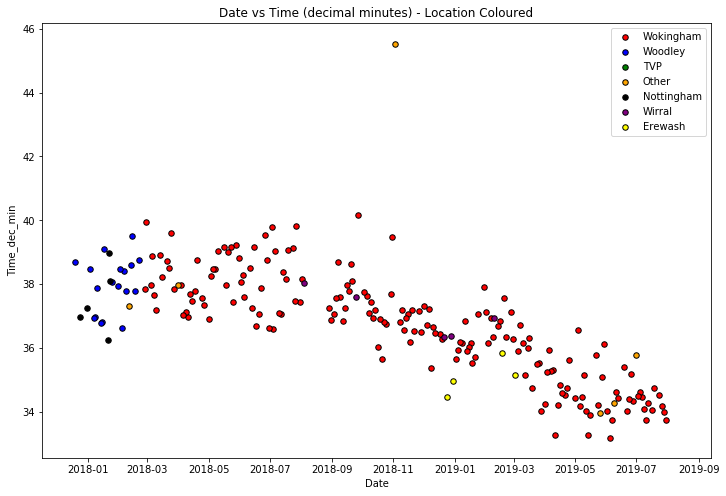 Date vs Time (decimal minutes) - Location Coloured
46
44
42
40
38
36
34
Time_dec_min
Wokingham
Woodley
TVP
Other
Nottingham
Wirral
Erewash
2018-01 2018-03 2018-05 2018-07 2018-09 2018-11 2019-01 2019-03 2019-05 2019-07 2019-09
Date